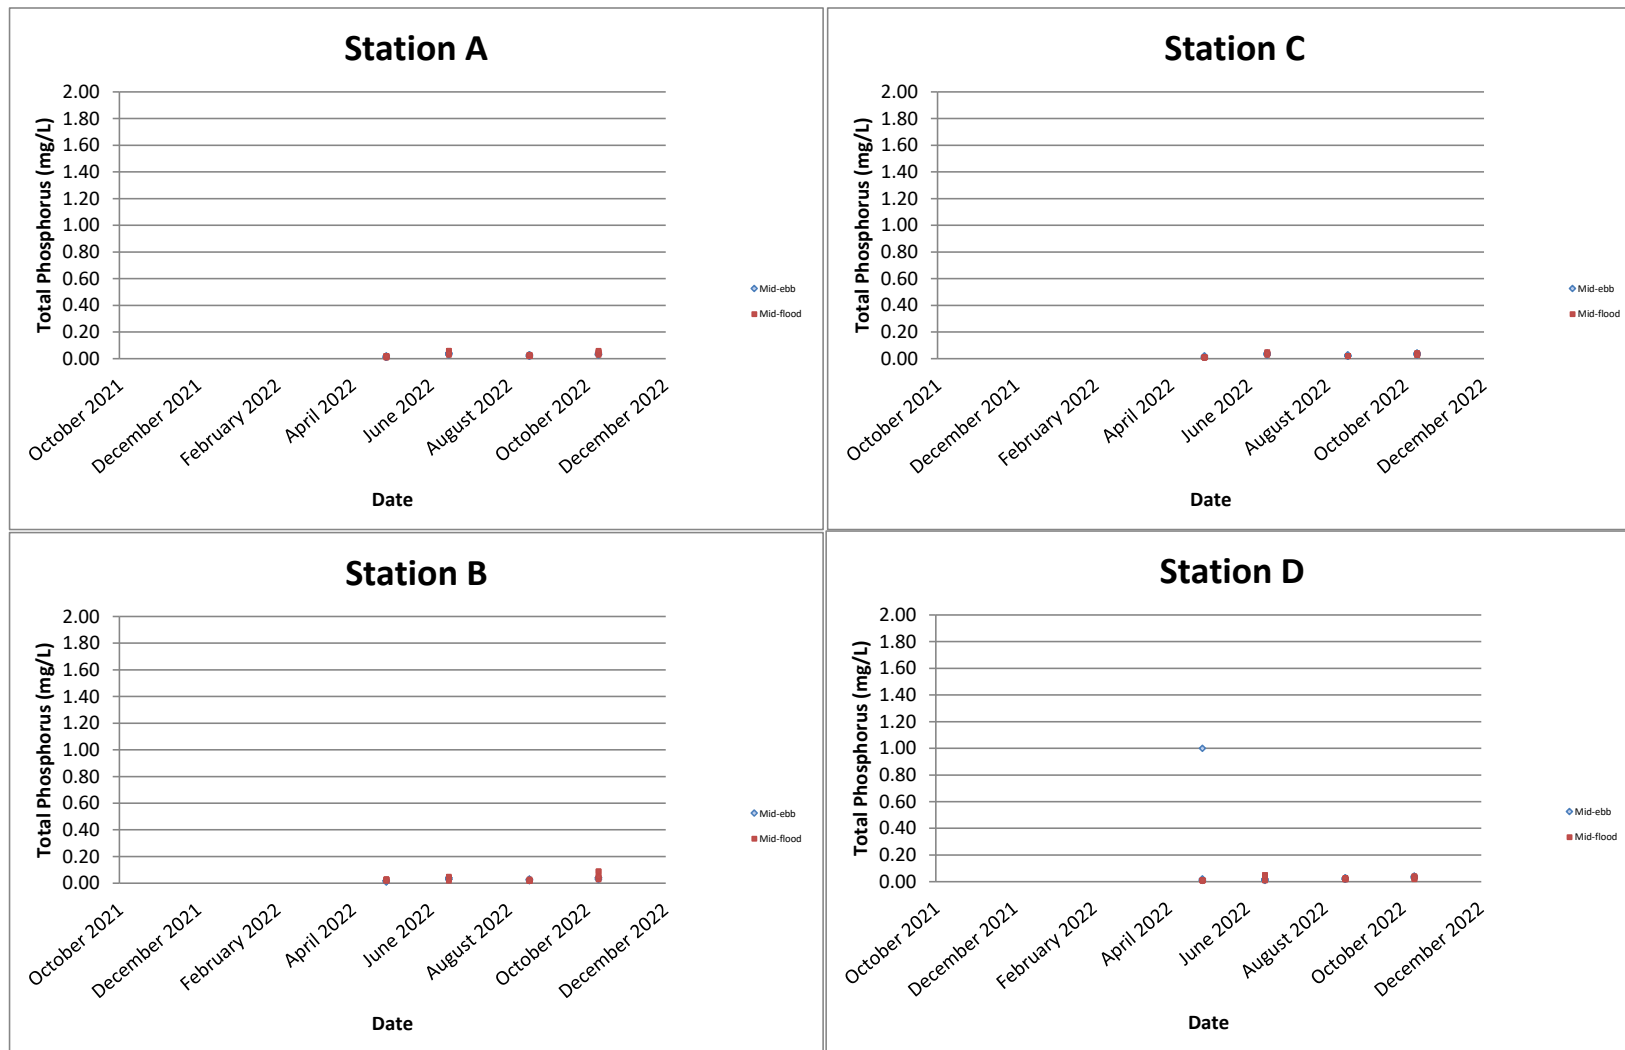 Station A
2.00
1.80
1.60
1.40
1.20
1.00
0.80
0.60
0.40
0.20
0.00
Total Phosphorus (mg/L)
October 2021
December 2021
February 2022
April 2022
June 2022
August 2022
October 2022
December 2022
Date
Mid-ebb
Mid-flood
Station C
2.00
1.80
1.60
1.40
1.20
1.00
0.80
0.60
0.40
0.20
0.00
Total Phosphorus (mg/L)
October 2021
December 2021
February 2022
April 2022
June 2022
August 2022
October 2022
December 2022
Date
Mid-ebb
Mid-flood
Station B
2.00
1.80
1.60
1.40
1.20
1.00
0.80
0.60
0.40
0.20
0.00
Total Phosphorus (mg/L)
October 2021
December 2021
February 2022
April 2022
June 2022
August 2022
October 2022
December 2022
Date
Mid-ebb
Mid-flood
Station D
2.00
1.80
1.60
1.40
1.20
1.00
0.80
0.60
0.40
0.20
0.00
Total Phosphorus (mg/L)
October 2021
December 2021
February 2022
April 2022
June 2022
August 2022
October 2022
December 2022
Date
Mid-ebb
Mid-flood